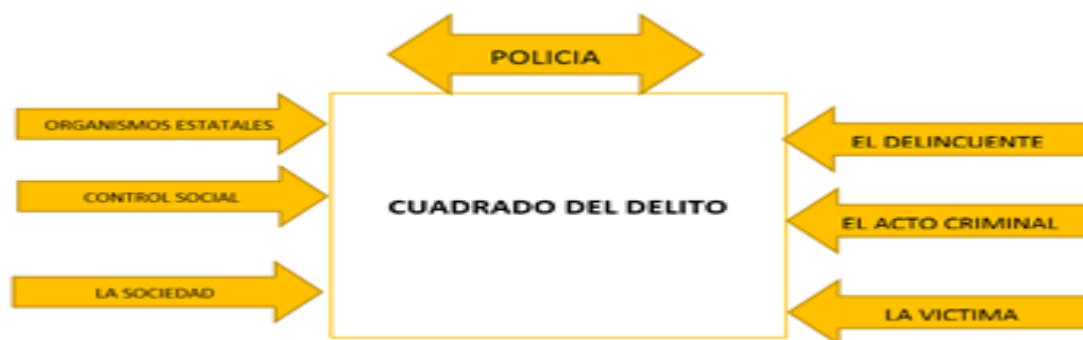 POLICIA
ORGANISMOS ESTATALES
CONTROL SOCIAL
LA SOCIEDAD
CUADRADO DEL DELITO
EL DELINCUENTE
EL ACTO CRIMINAL
LA VICTIMA